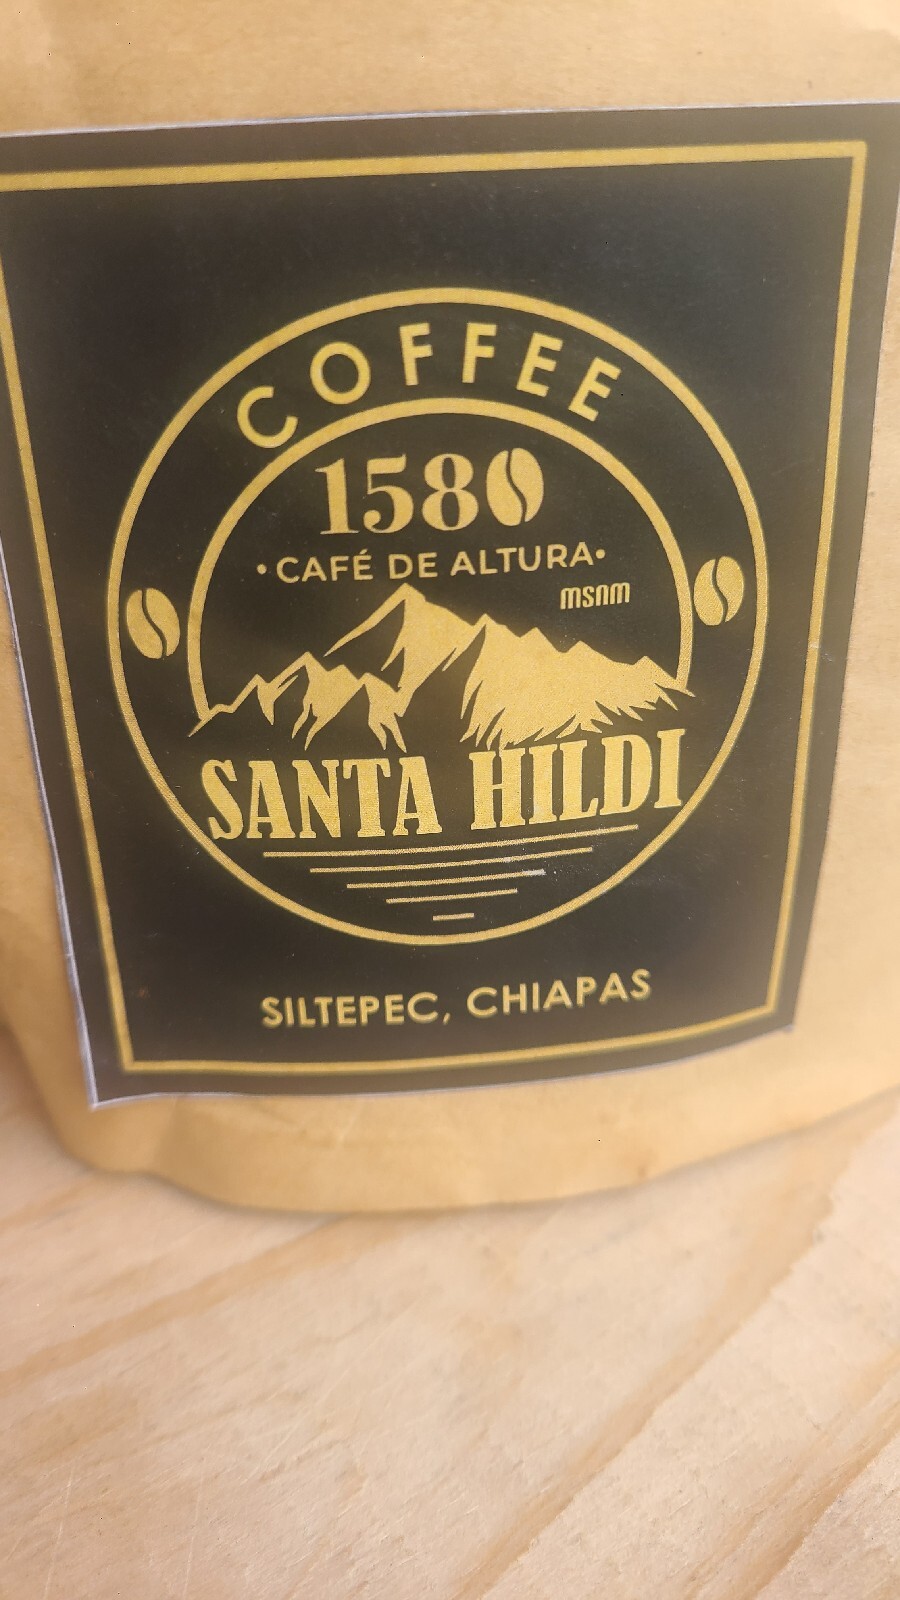 COFFEE
1580
•CAFÉ DE ALTURA•
msnm
SANTA HILDI
SILTEPEC, CHIAPAS